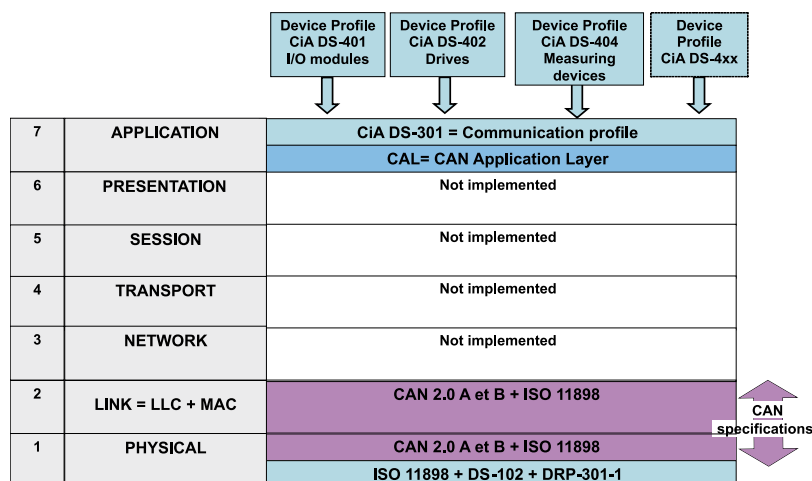 Device Profile
CiA DS-401
I/O modules
Device Profile
CiA DS-402
Drives
Device Profile
CiA DS-404
Measuring
devices
Device
Profile
CiA DS-4xx
7
APPLICATION
CiA DS-301 = Communication profile
CAL= CAN Application Layer
6
PRESENTATION
Not implemented
5
SESSION
Not implemented
4
TRANSPORT
Not implemented
3
NETWORK
Not implemented
2
LINK = LLC + MAC
CAN 2.0 A et B + ISO 11898
CAN
specifications
1
PHYSICAL
CAN 2.0 A et B + ISO 11898
ISO 11898 + DS-102 + DRP-301-1